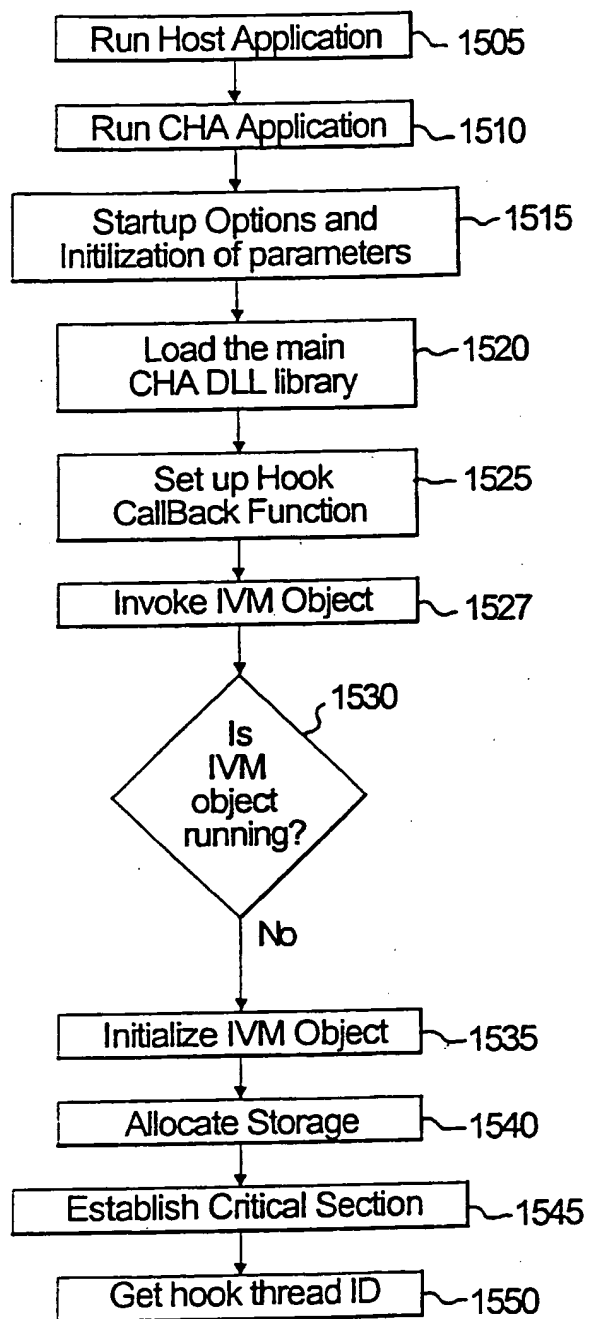 Run Host Application 1505
Run CHA Application 1510
Startup Options and 1515
Initilization of parameters
Load the main 1520
CHA DLL library
Set up Hook 1525
CallBack Function
Invoke IVM Object 1527
1530
Is
IVM
object
running?
No
Initialize IVM Object 1535
Allocate Storage 1540
Establish Critical Section 1545
Get hook thread ID 1550